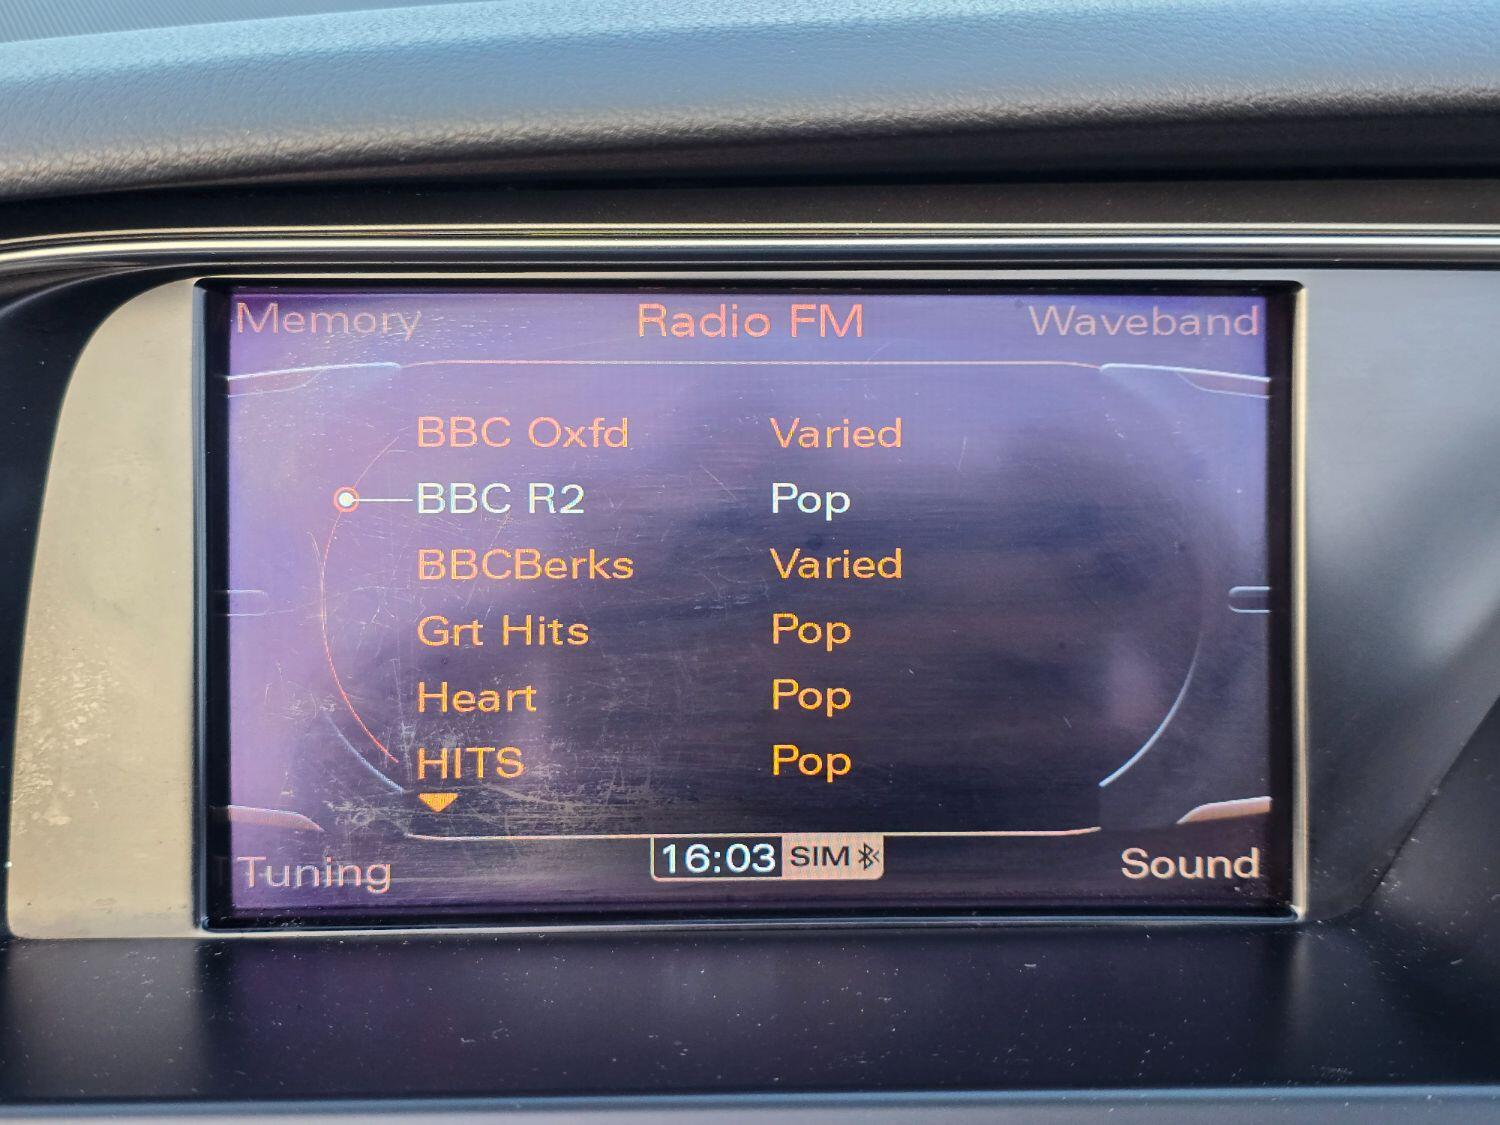 Memory Radio FM Waveband
BBC Oxfd Varied
BBC R2 Pop
BBCBerks Varied
Grt Hits Pop
Heart Pop
HITS Pop
Tuning 16:03 SIM Sound